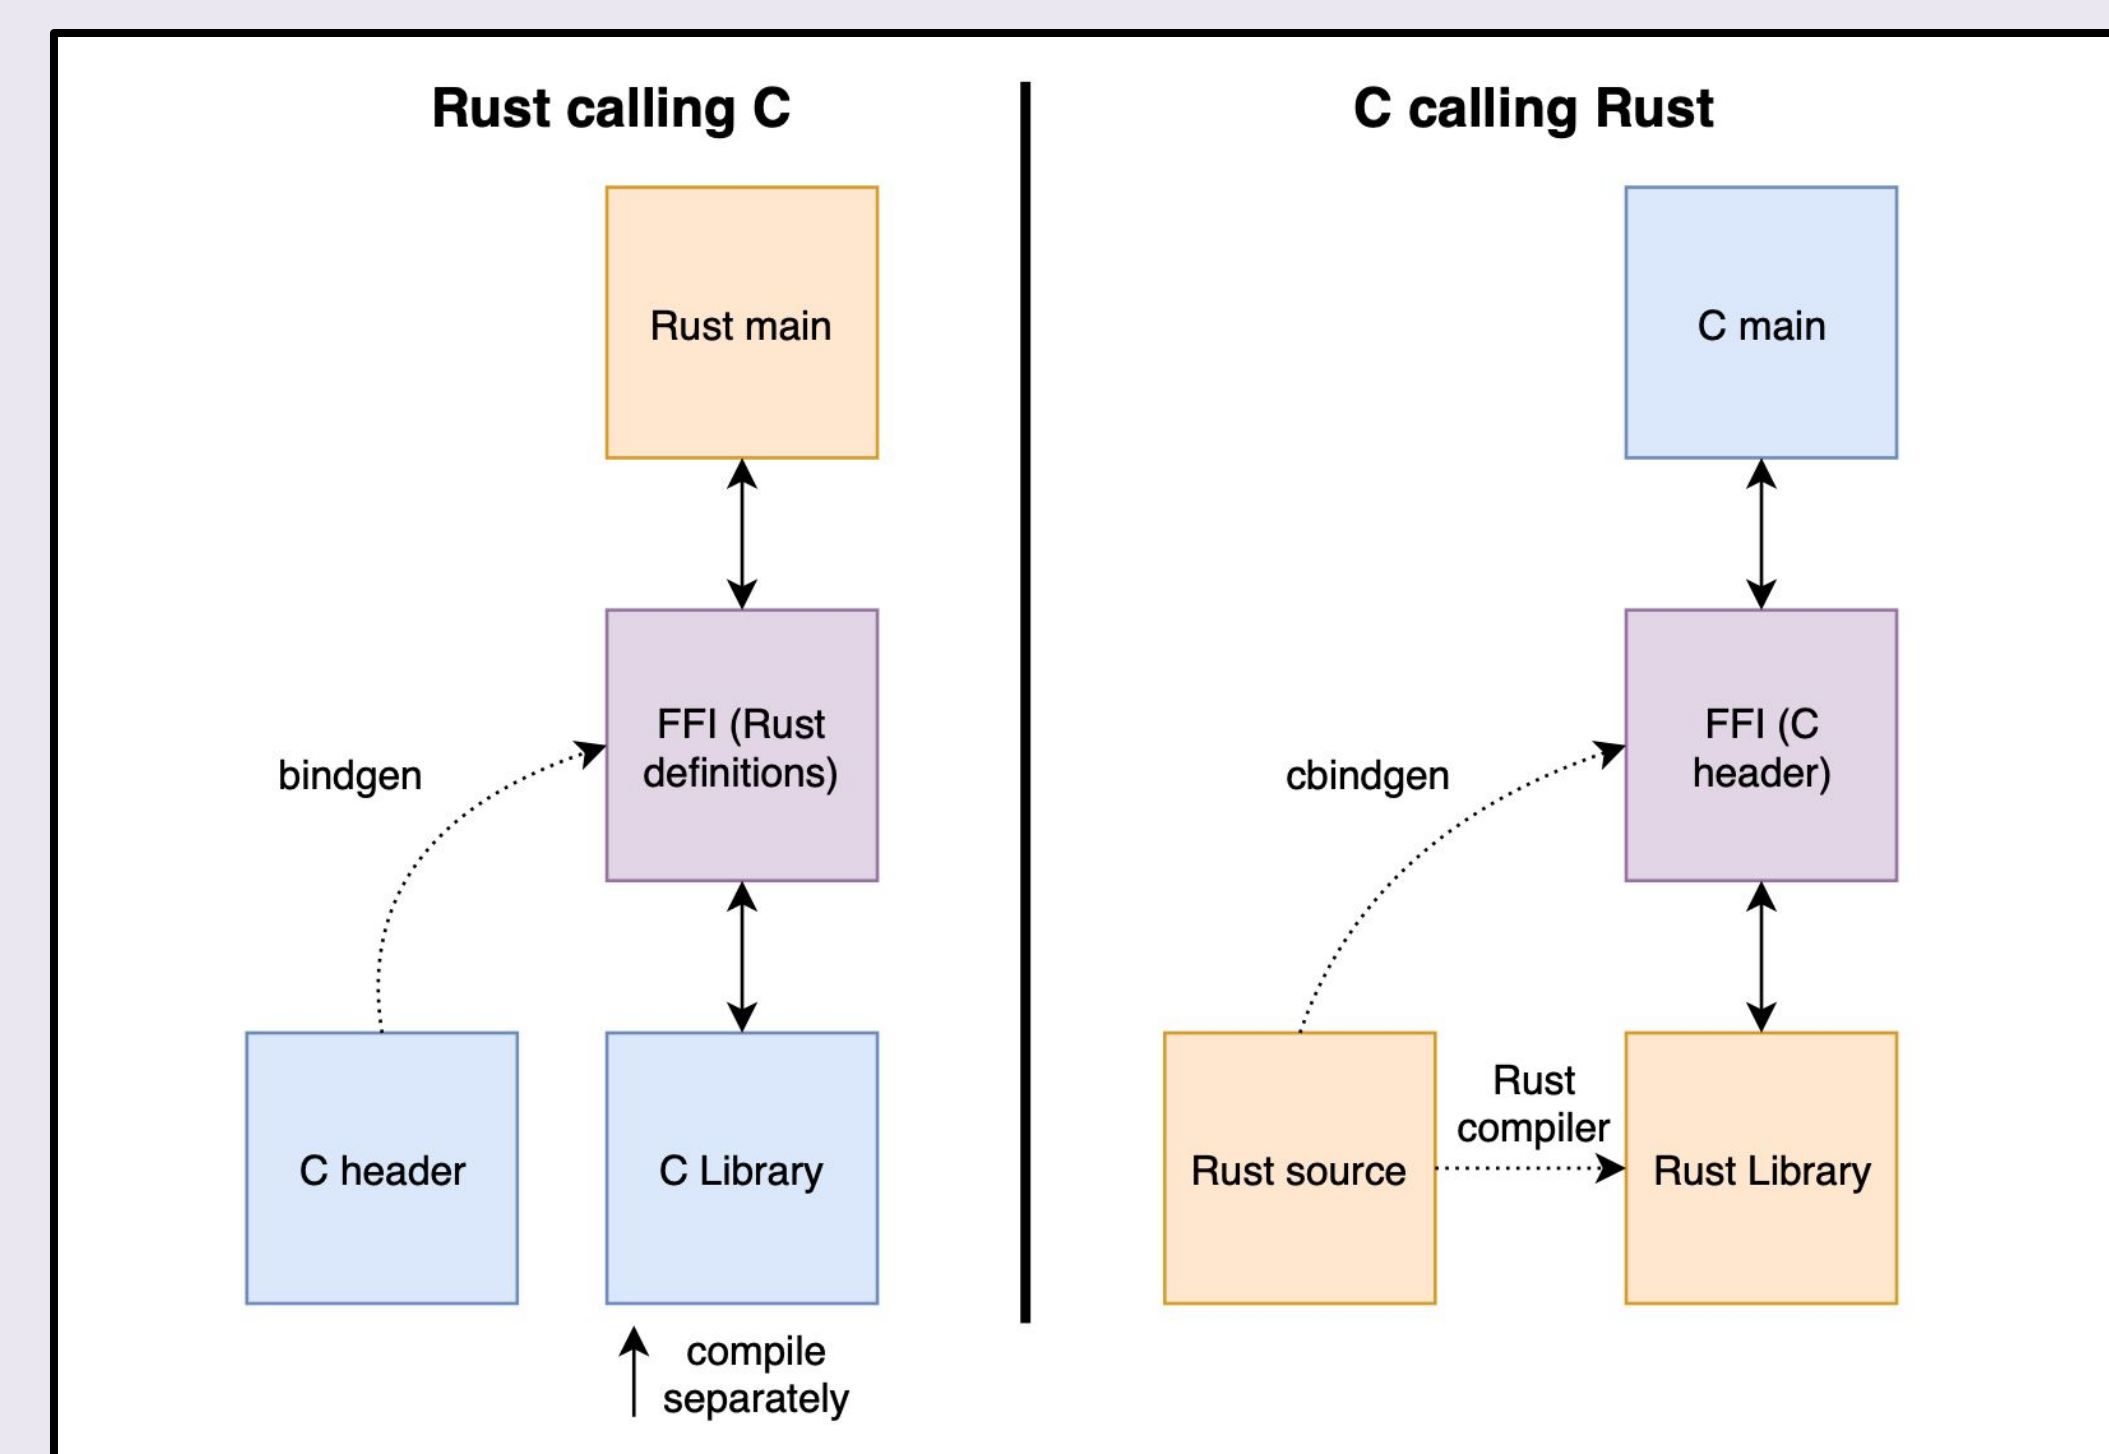 Rust calling C
Rust main
FFI (Rust
definitions)
bindgen
C header
C Library
compile
separately
C calling Rust
C main
FFI (C
header)
cbindgen
Rust source
Rust
compiler
Rust Library